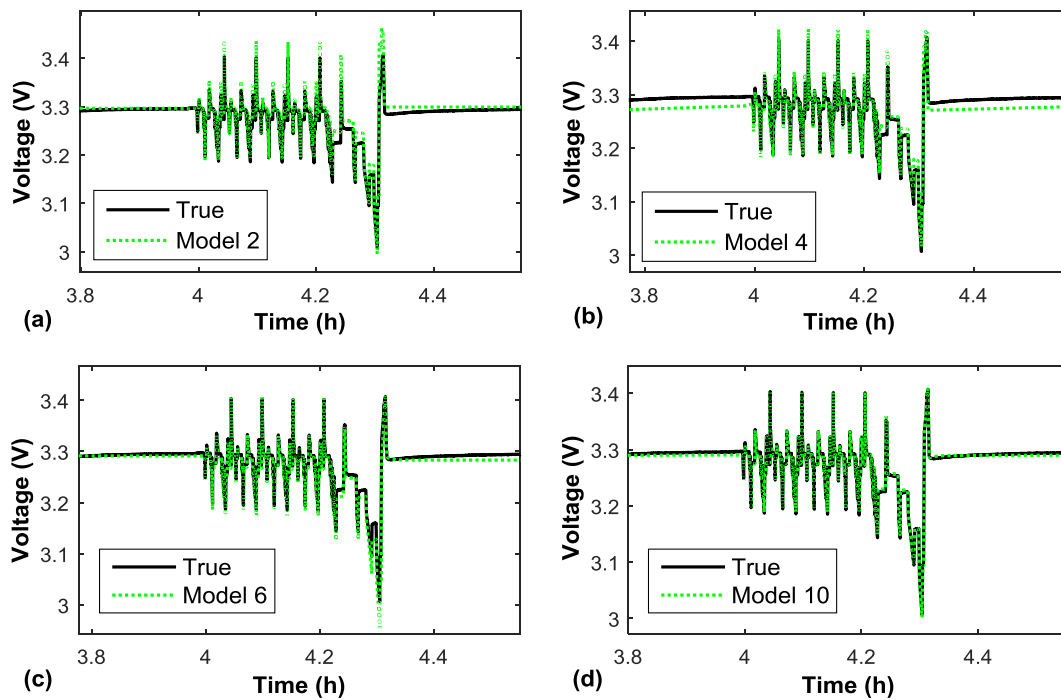 3.4
3.3
3.2
3.1
3
Voltage (V)
True
Model 2
3.8
4
4.2
4.4
Time (h)
(a)
3.4
3.3
3.2
3.1
3
Voltage (V)
True
Model 4
3.8
4
4.2
4.4
Time (h)
(b)
3.4
3.3
3.2
3.1
3
Voltage (V)
True
Model 6
3.8
4
4.2
4.4
Time (h)
(c)
3.4
3.3
3.2
3.1
3
Voltage (V)
True
Model 10
3.8
4
4.2
4.4
Time (h)
(d)